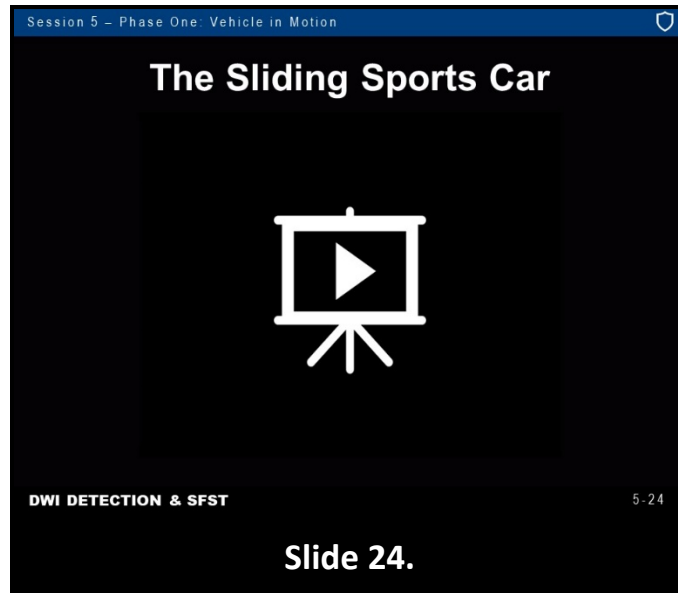 Session 5 – Phase One: Vehicle in Motion
The Sliding Sports Car
DWI DETECTION & SFST
5-24
Slide 24.